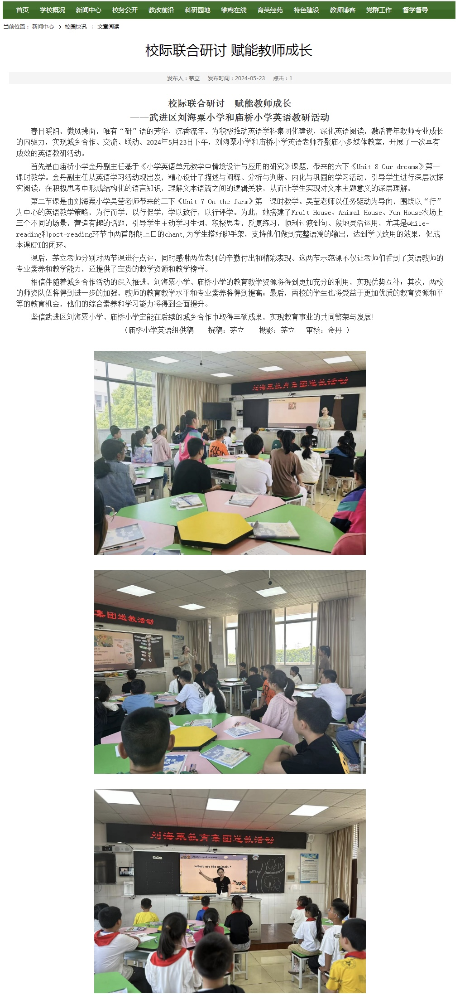 首页 学校概况 新闻中心 校务公开 教改前沿 科研园地 雏鹰在线 育英经苑 特色建设 教师博客 党群工作 督学督导
当前位置： 新闻中心 → 校园快讯 → 文章阅读
校际联合研讨 赋能教师成长
发布人：茅立 发布时间：2024-05-23 点击：1
校际联合研讨 赋能教师成长
——武进区刘海粟小学和庙桥小学英语教研活动
春日暖阳，微风拂面，唯有“研”语的芳华，沉香流年。为积极推动英语学科集团化建设，深化英语阅读，激活青年教师专业成长
的内驱力，实现城乡合作、交流、联动。2024年5月23日下午，刘海粟小学和庙桥小学英语老师齐聚庙小多媒体教室，开展了一次卓有
成效的英语教研活动。
首先是由庙桥小学金丹副主任基于《小学英语单元教学中情境设计与应用的研究》课题，带来的六下《Unit 8 Our dreams》第一
课时教学。金丹副主任从英语学习活动观出发，精心设计了描述与阐释、分析与判断、内化与巩固的学习活动，引导学生进行深层次探
究阅读，在积极思考中形成结构化的语言知识，理解文本语篇之间的逻辑关联，从而让学生实现对文本主题意义的深层理解。
第二节课是由刘海粟小学吴莹老师带来的三下《Unit 7 On the farm》第一课时教学。吴莹老师以任务驱动为导向，围绕以“行”
为中心的英语教学策略，为行而学，以行促学，学以致行，以行评学。为此，她搭建了Fruit House、Animal House、Fun House农场上
三个不同的场景，营造有趣的话题，引导学生主动学习生词，积极思考，反复练习，顺利过渡到句、段地灵活运用，尤其是while-
reading和post-reading环节中两首朗朗上口的chant,为学生搭好脚手架，支持他们做到完整语篇的输出，达到学以致用的效果，促成
本课KPI的闭环。
课后，茅立老师分别对两节课进行点评，同时感谢两位老师的辛勤付出和精彩表现。这两节示范课不仅让老师们看到了英语教师的
专业素养和教学能力，还提供了宝贵的教学资源和教学榜样。
相信伴随着城乡合作活动的深入推进，刘海粟小学、庙桥小学的教育教学资源将得到更加充分的利用，实现优势互补；其次，两校
的师资队伍将得到进一步的加强，教师的教育教学水平和专业素养将得到提高；最后，两校的学生也将受益于更加优质的教育资源和平
等的教育机会，他们的综合素养和学习能力将得到全面提升。
坚信武进区刘海粟小学、庙桥小学定能在后续的城乡合作中取得丰硕成果，实现教育事业的共同繁荣与发展！
（庙桥小学英语组供稿 撰稿：茅立 摄影：茅立 审核：金丹 ）
刘海粟教育集团送教活动
集团送教活动
刘海粟教育集团送教活动
Watch and answer
Where are the animals ?